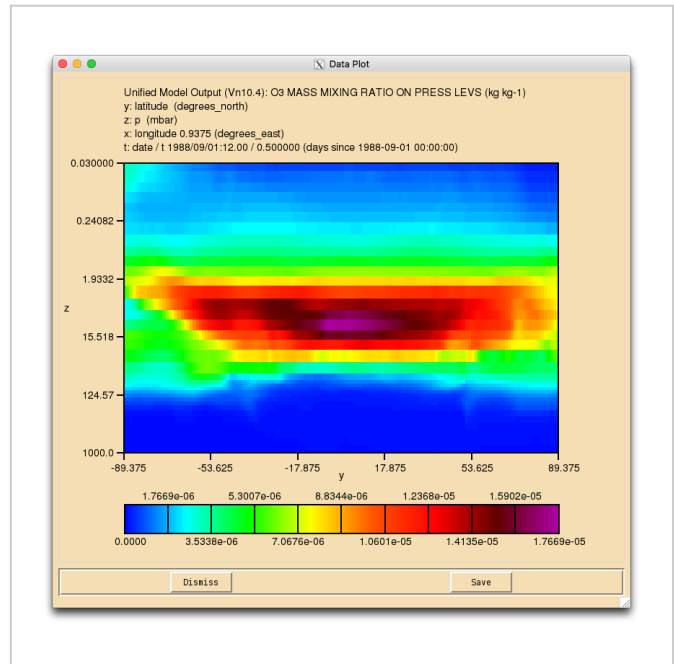 Data Plot
Unified Model Output (Vn10.4): O3 MASS MIXING RATIO ON PRESS LEVS (kg kg-1)
y: latitude (degrees_north)
z: p (mbar)
x: longitude 0.9375 (degrees_east)
t: date / t 1988/09/01:12.00 / 0.500000 (days since 1988-09-01 00:00:00)
0.030000
0.24082
1.9332
z
15.518
124.57
1000.0
-89.375 -53.625 -17.875 17.875 53.625 89.375
y
1.7669e-06 5.3007e-06 8.8344e-06 1.2368e-05 1.5902e-05
0.0000 3.5338e-06 7.0676e-06 1.0601e-05 1.4135e-05 1.7669e-05
Dismiss Save